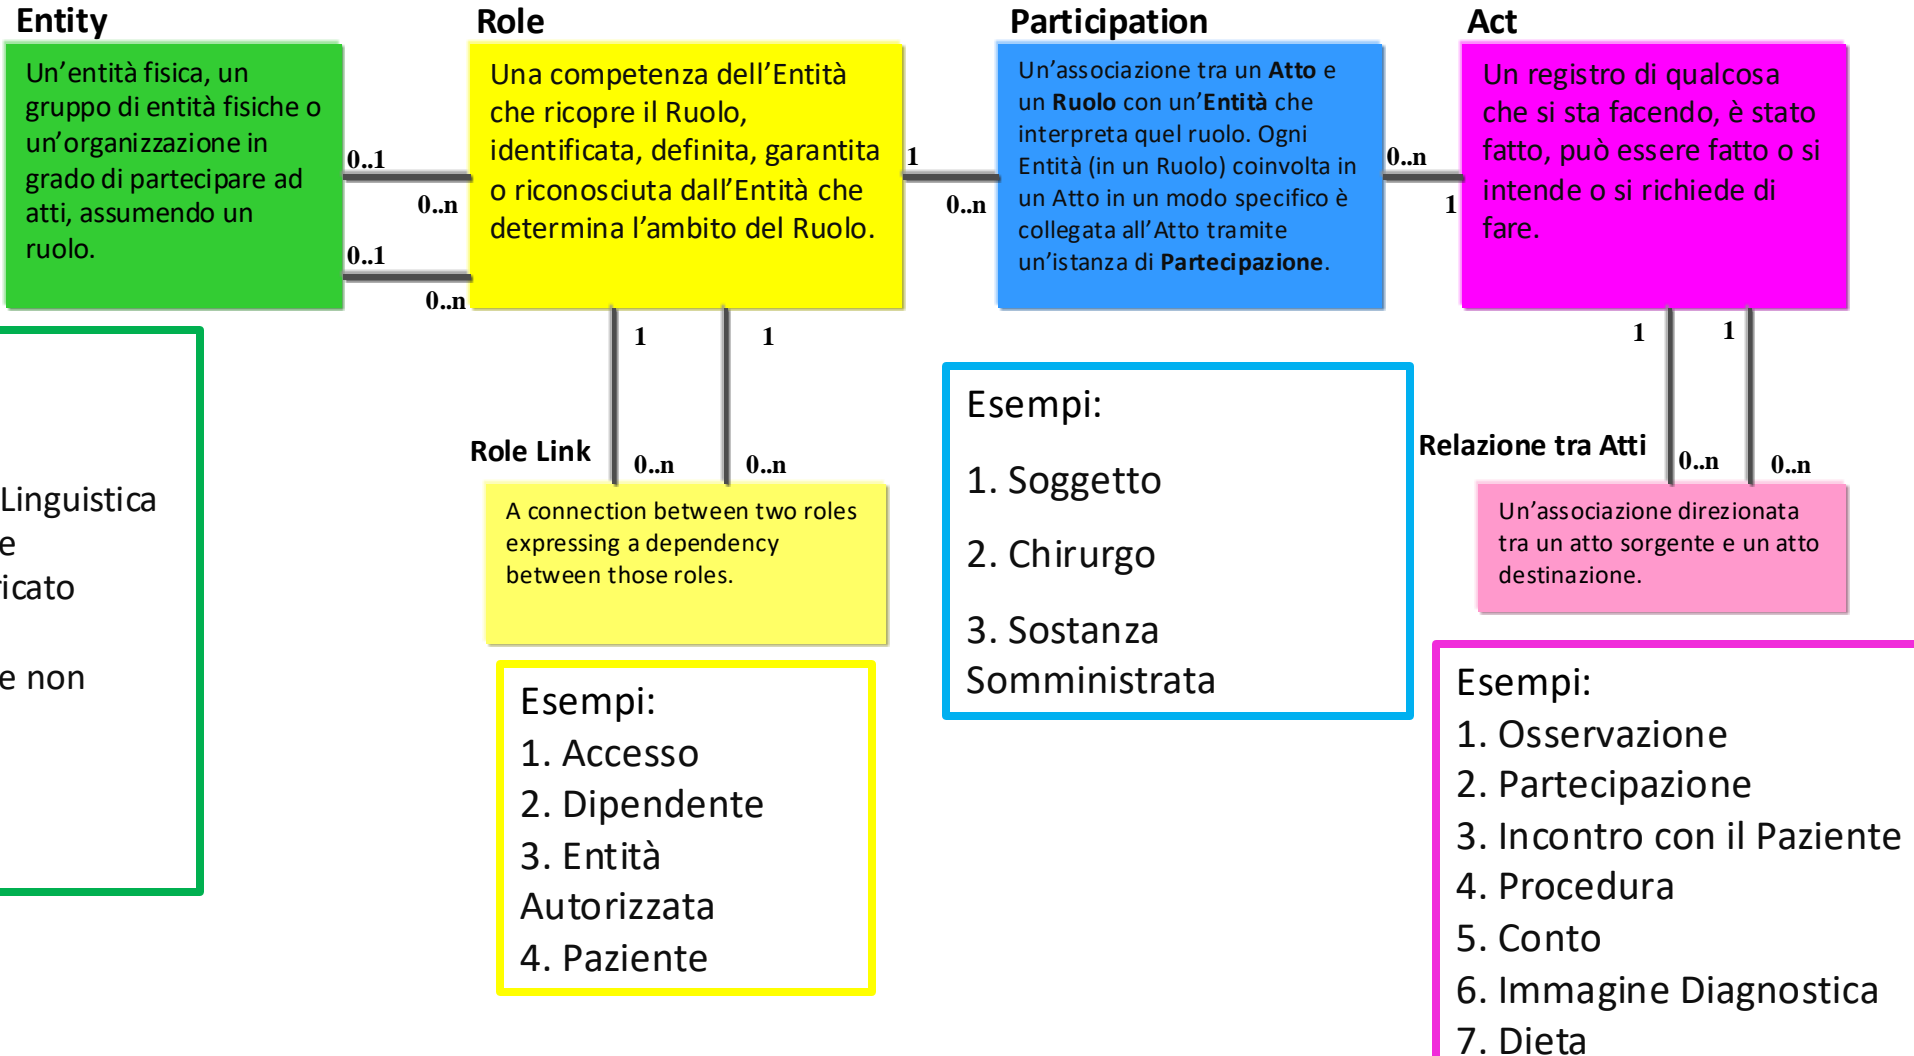 Entity
Un'entità fisica, un
gruppo di entità fisiche o
un'organizzazione in
grado di partecipare ad
atti, assumendo un
ruolo.
0..1
0..n
0..1
0..n
Role
Una competenza dell'Entità
che ricopre il Ruolo,
identificata, definita, garantita
o riconosciuta dall'Entità che
determina l'ambito del Ruolo.
1
0..n
Participation
Un'associazione tra un Atto e
un Ruolo con un'Entità che
interpreta quel ruolo. Ogni
Entità (in un Ruolo) coinvolta in
un Atto in un modo specifico è
collegata all'Atto tramite
un'istanza di Partecipazione.
0..n
1
Act
Un registro di qualcosa
che si sta facendo, è stato
fatto, può essere fatto o si
intende o si richiede di
fare.
Linguistica
e
icato
e non
1
1
Role Link
0..n
0..n
A connection between two roles
expressing a dependency
between those roles.
Esempi:
1. Accesso
2. Dipendente
3. Entità
Autorizzata
4. Paziente
Esempi:
1. Soggetto
2. Chirurgo
3. Sostanza
Somministrata
1
1
Relazione tra Atti
0..n
0..n
Un'associazione direzionata
tra un atto sorgente e un atto
destinazione.
Esempi:
1. Osservazione
2. Partecipazione
3. Incontro con il Paziente
4. Procedura
5. Conto
6. Immagine Diagnostica
7. Dieta